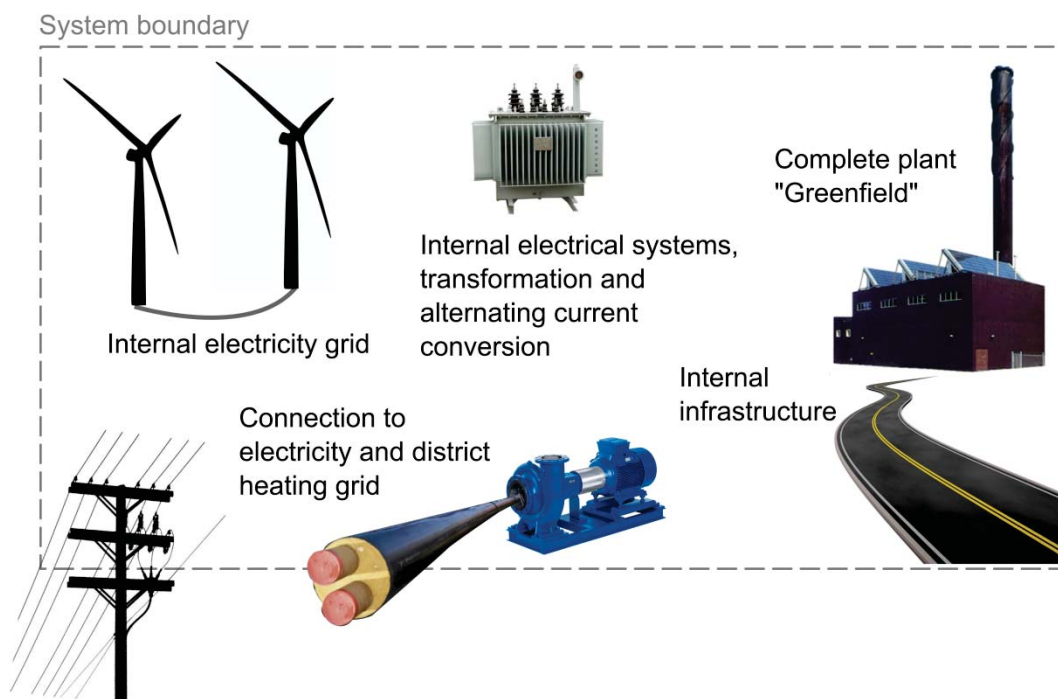 System boundary
Complete plant
"Greenfield"
Internal electrical systems,
transformation and
alternating current
conversion
Internal electricity grid
Internal
infrastructure
Connection to
electricity and district
heating grid